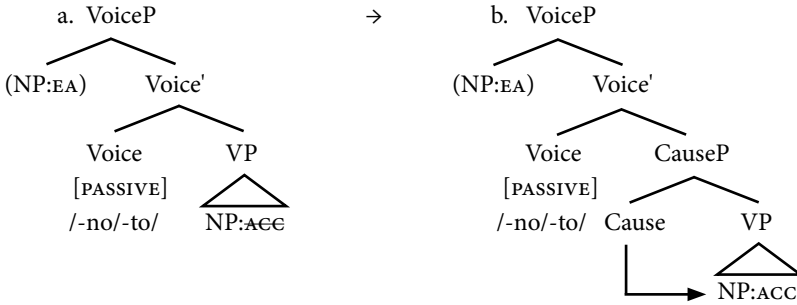 a. VoiceP → b. VoiceP
(NP:EA) Voice' (NP:EA) Voice'
Voice VP Voice CauseP
[PASSIVE] [PASSIVE]
/-no/-to/ NP:ACC /-no/-to/ Cause VP
NP:ACC